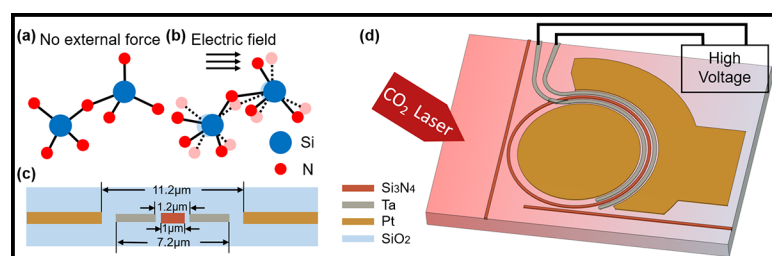 (a) No external force
(b) Electric field
Si
N
(c)
11.2μm
1.2μm
1μm
7.2μm
(d)
High
Voltage
CO₂ Laser
Si₃N₄
Ta
Pt
SiO₂